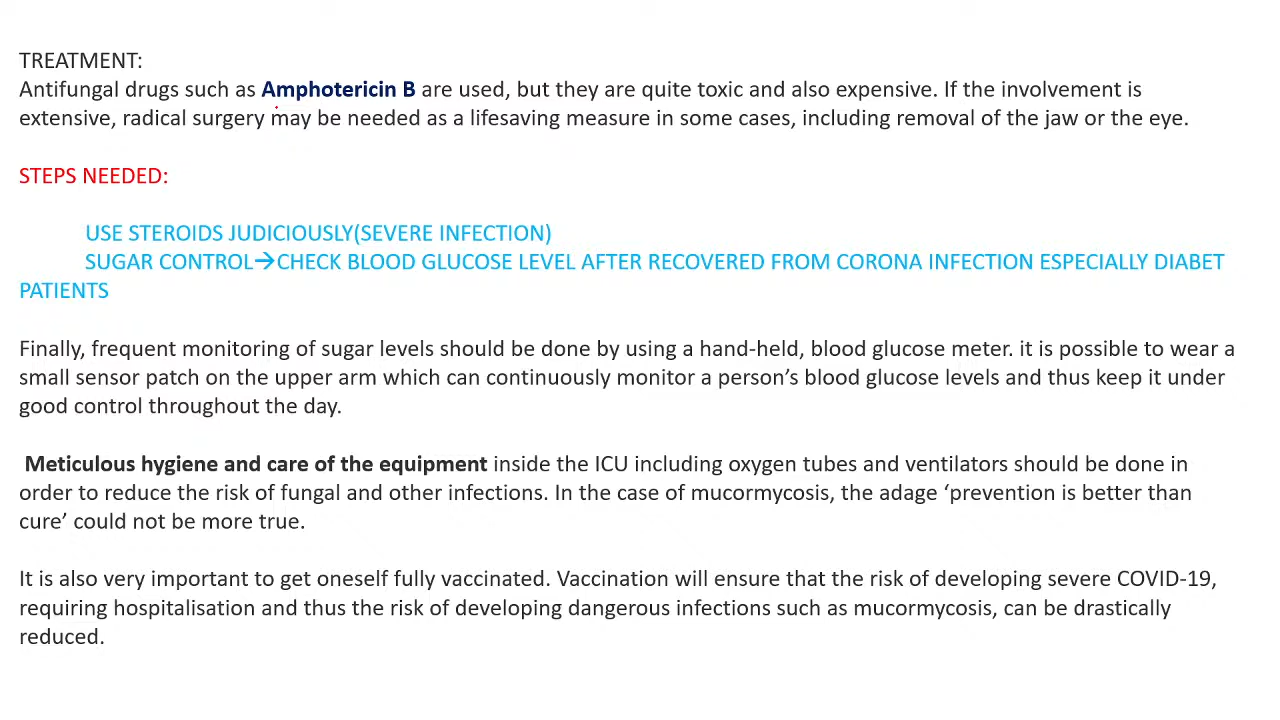 TREATMENT:
Antifungal drugs such as Amphotericin B are used, but they are quite toxic and also expensive. If the involvement is
extensive, radical surgery may be needed as a lifesaving measure in some cases, including removal of the jaw or the eye.
STEPS NEEDED:
USE STEROIDS JUDICIOUSLY(SEVERE INFECTION)
SUGAR CONTROL→CHECK BLOOD GLUCOSE LEVEL AFTER RECOVERED FROM CORONA INFECTION ESPECIALLY DIABET
PATIENTS
Finally, frequent monitoring of sugar levels should be done by using a hand-held, blood glucose meter. it is possible to wear a
small sensor patch on the upper arm which can continuously monitor a person’s blood glucose levels and thus keep it under
good control throughout the day.
Meticulous hygiene and care of the equipment inside the ICU including oxygen tubes and ventilators should be done in
order to reduce the risk of fungal and other infections. In the case of mucormycosis, the adage ‘prevention is better than
cure’ could not be more true.
It is also very important to get oneself fully vaccinated. Vaccination will ensure that the risk of developing severe COVID-19,
requiring hospitalisation and thus the risk of developing dangerous infections such as mucormycosis, can be drastically
reduced.